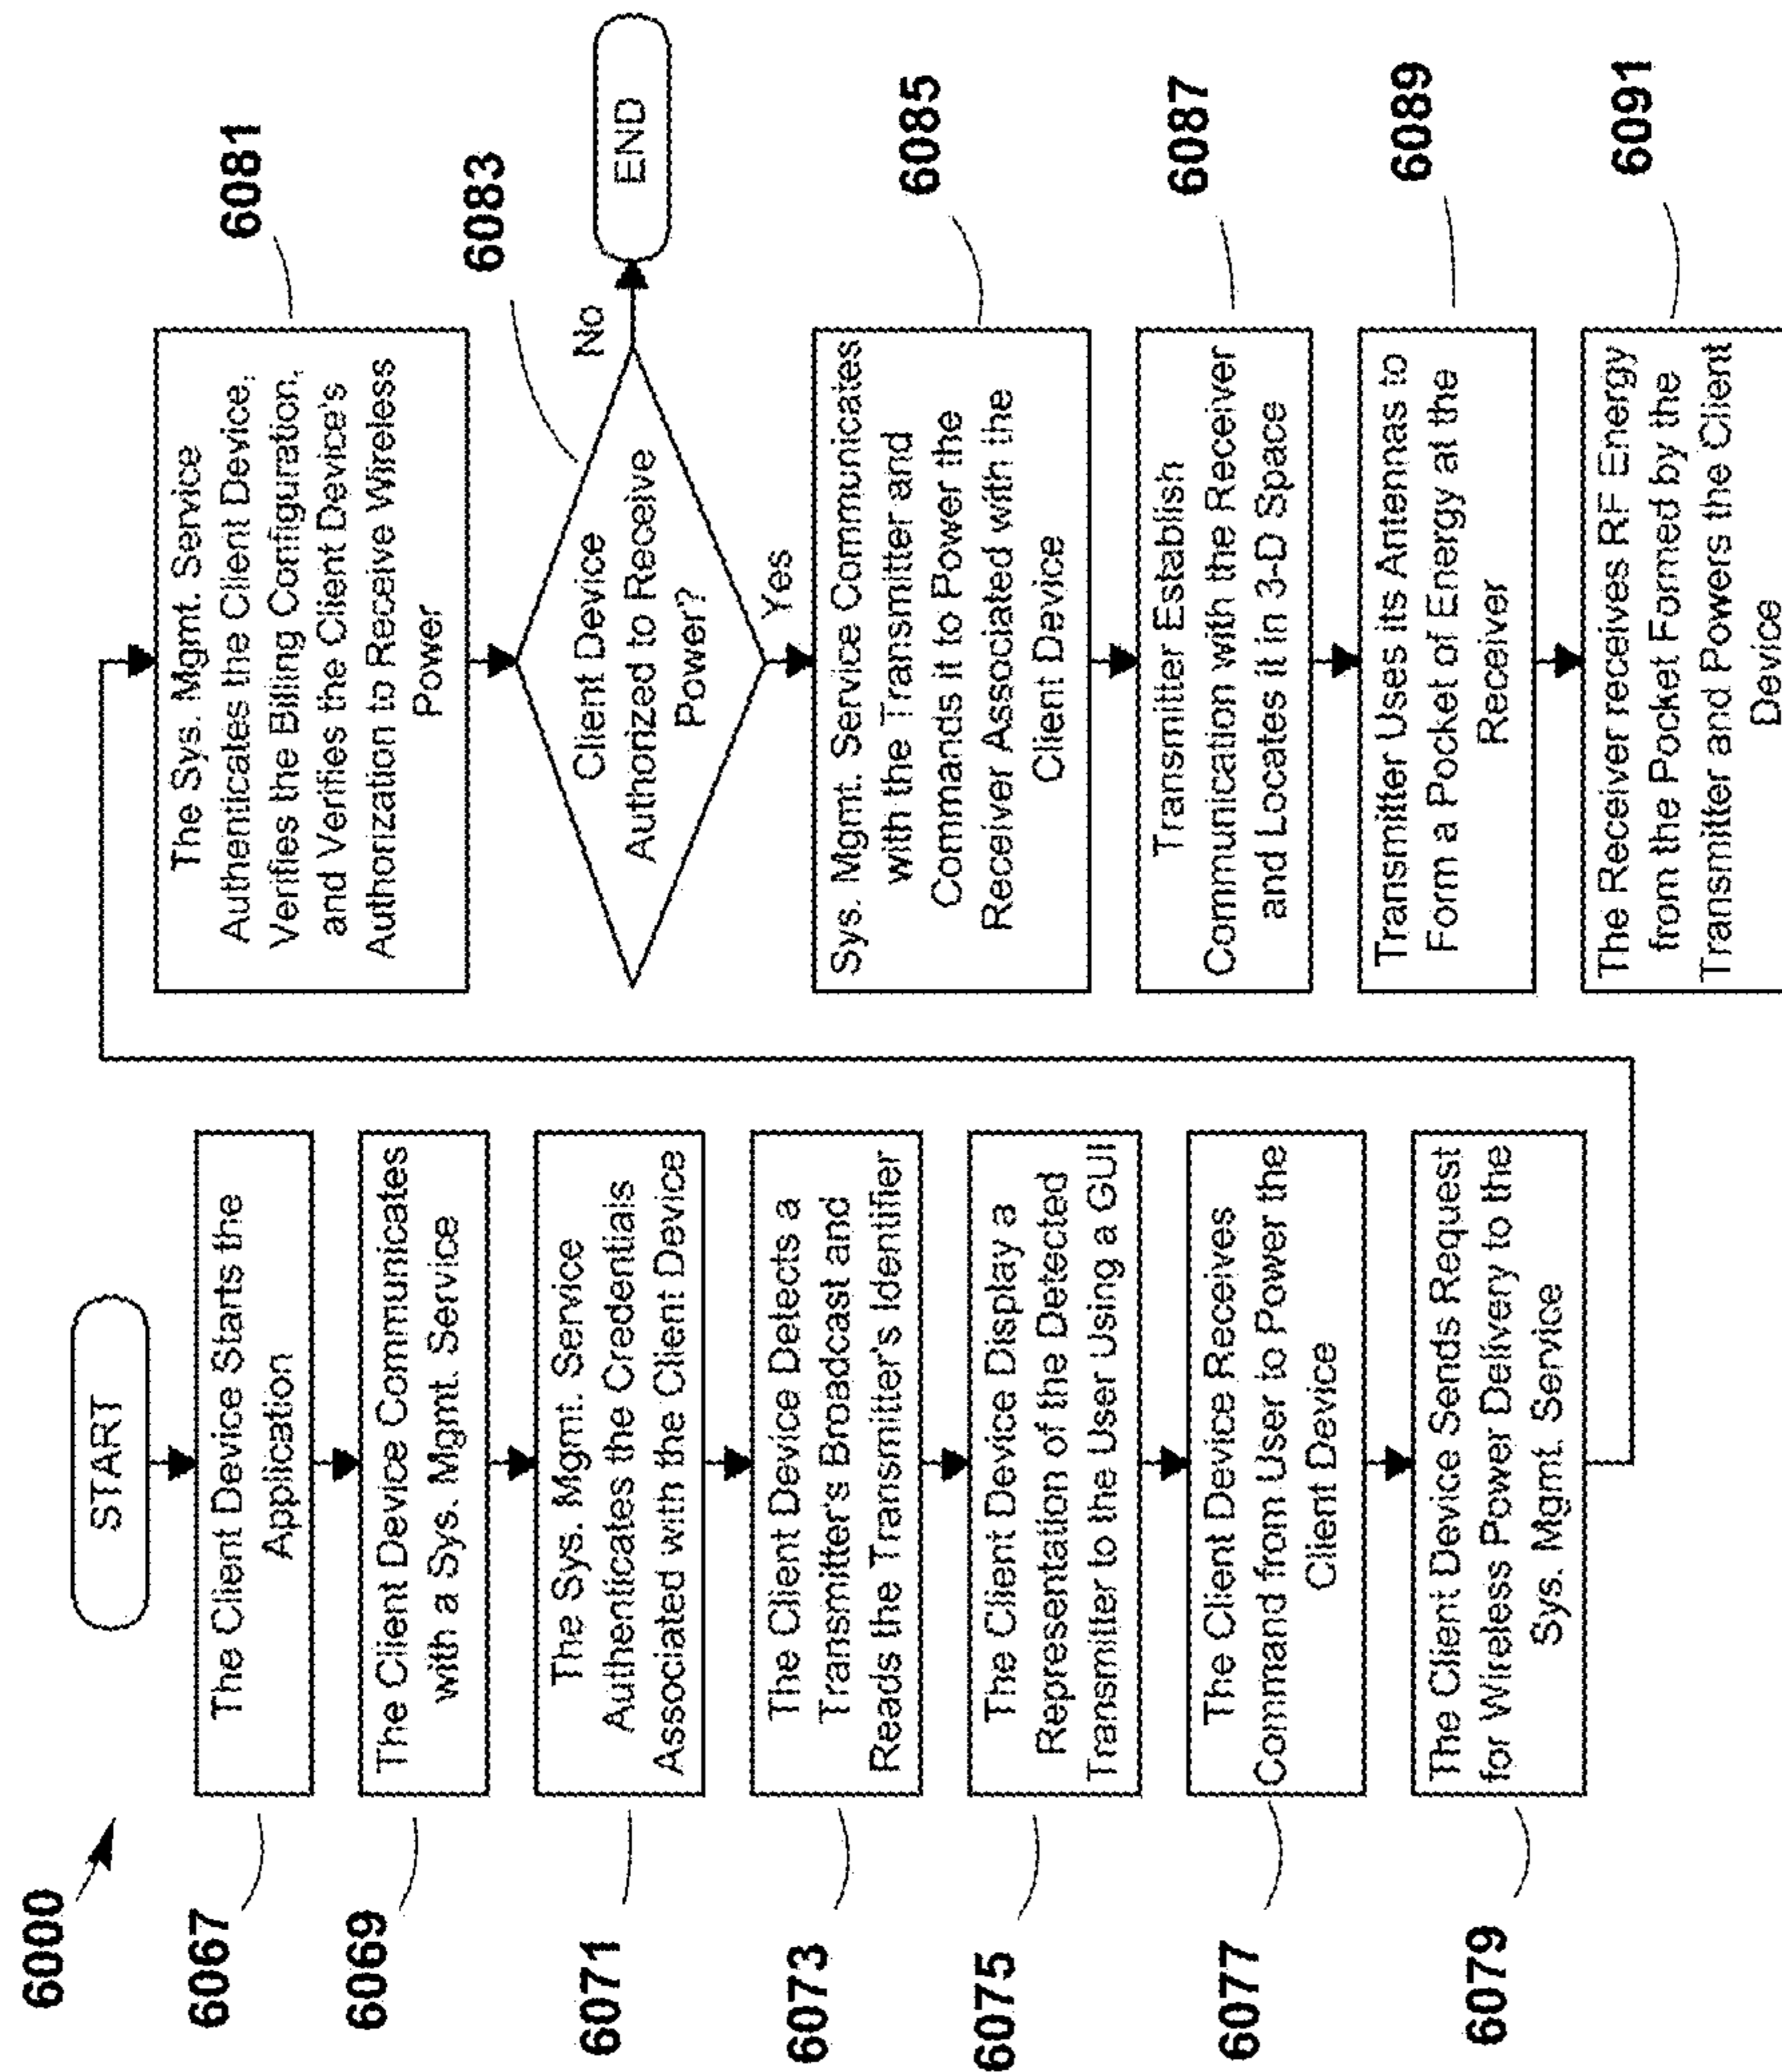 6000
START
6067
The Client Device Starts the
Application
6069
The Client Device Communicates
with a Sys. Mgmt. Service
6071
The Sys. Mgmt. Service
Authenticates the Credentials
Associated with the Client Device
6073
The Client Device Detects a
Transmitter's Broadcast and
Reads the Transmitter's Identifier
6075
The Client Device Display a
Representation of the Detected
Transmitter to the User Using a GUI
6077
The Client Device Receives
Command from User to Power the
Client Device
6079
The Client Device Sends Request
for Wireless Power Delivery to the
Sys. Mgmt. Service
6081
The Sys. Mgmt. Service
Authenticates the Client Device,
Verifies the Billing Configuration,
and Verifies the Client Device's
Authorization to Receive Wireless
Power
6083
Client Device
Authorized to Receive
Power?
No
END
Yes
6085
Sys. Mgmt. Service Communicates
with the Transmitter and
Commands it to Power the
Receiver Associated with the
Client Device
6087
Transmitter Establish
Communication with the Receiver
and Locates it in 3-D Space
6089
Transmitter Uses its Antennas to
Form a Pocket of Energy at the
Receiver
6091
The Receiver receives RF Energy
from the Pocket Formed by the
Transmitter and Powers the Client
Device